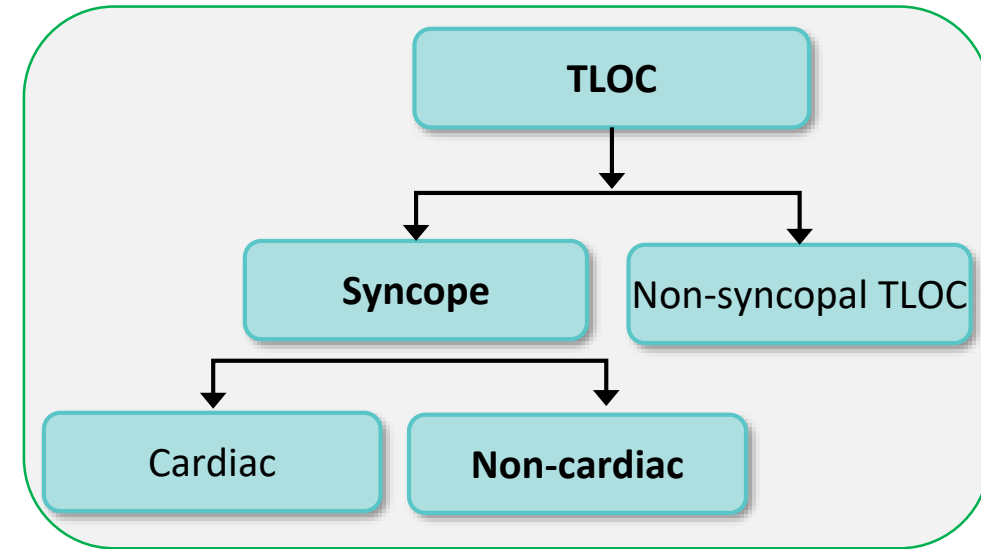 TLOC
Syncope
Non-syncopal TLOC
Cardiac
Non-cardiac